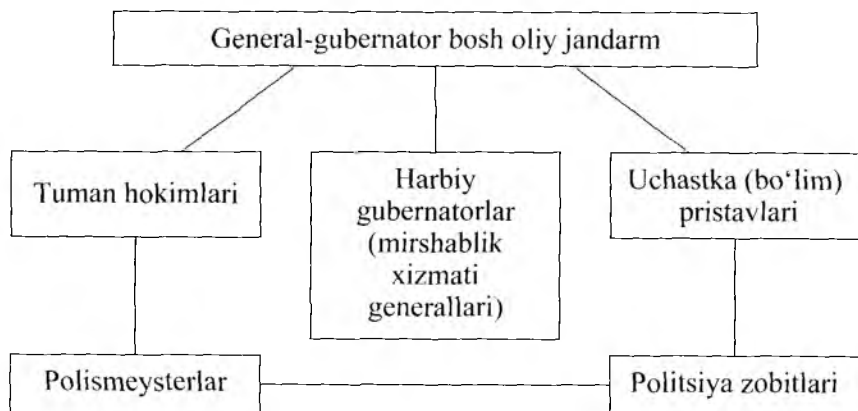 General-gubernator bosh oliy jandarm
Tuman hokimlari
Harbiy
gubernatorlar
(mirshablik
xizmati
generallari)
Uchastka (bo‘lim)
pristavlari
Polismeysterlar
Politsiya zobitlari